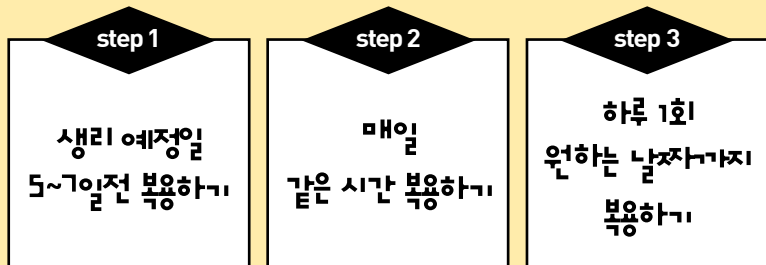 step 1
생리 예정일
5~7일전 복용하기
step 2
매일
같은 시간 복용하기
step 3
하루 1회
원하는 날짜까지
복용하기